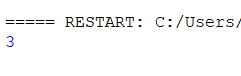 ===== RESTART: C:/Users/
3